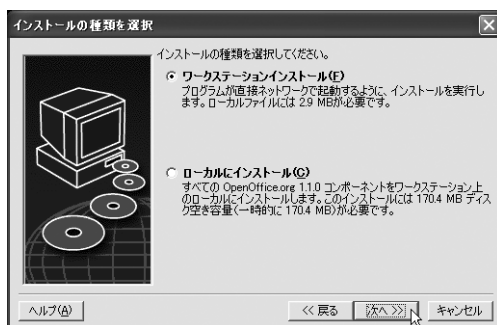 インストールの種類を選択
インストールの種類を選択してください。
ワークステーションインストール(E)
プログラムが直接ネットワークで起動するように、インストールを実行し
ます。ローカルファイルには 2.9 MBが必要です。
ローカルにインストール(C)
すべての OpenOffice.org 1.1.0 コンポーネントをワークステーション上
のローカルにインストールします。このインストールには 170.4 MB ディス
ク空き容量(一時的に 170.4 MB)が必要です。
ヘルプ(A)
<< 戻る
次へ >>
キャンセル